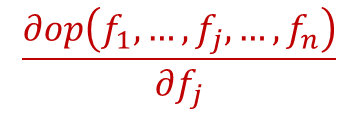 ∂op(f₁, …, fⱼ, …, fₙ)
∂fⱼ